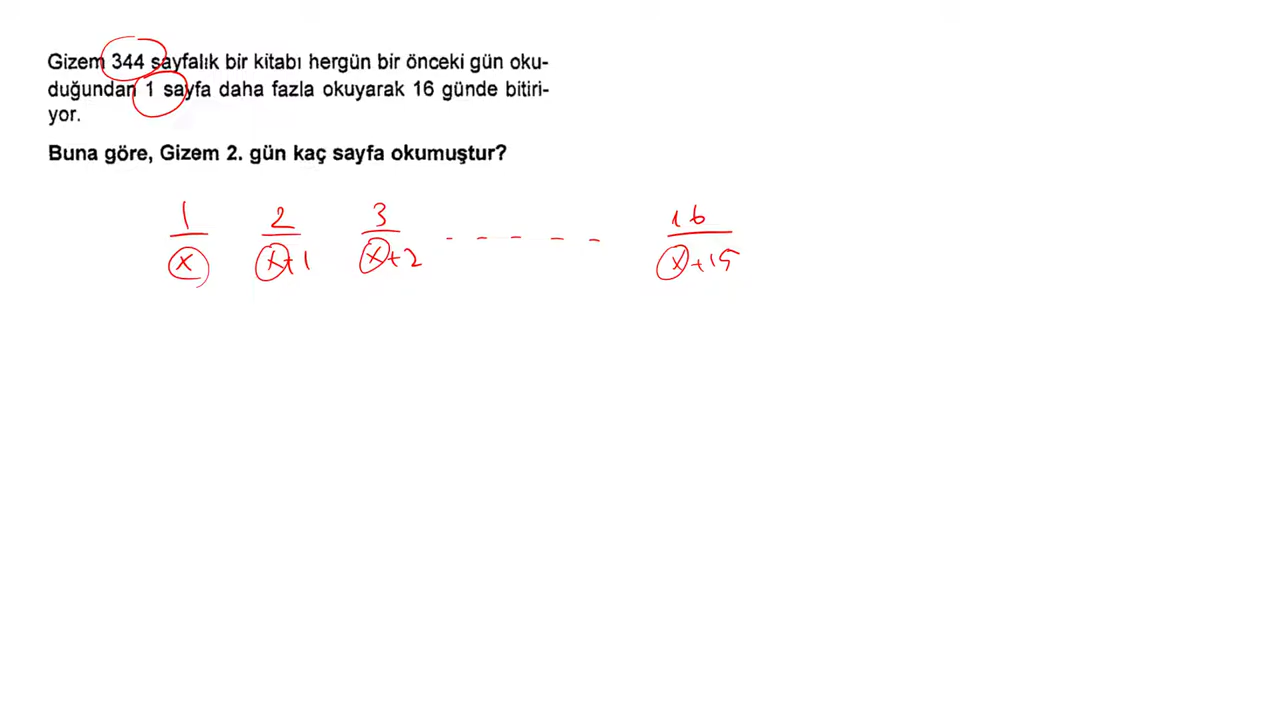 Gizem 344 sayfalık bir kitabı hergün bir önceki gün oku-
duğundan 1 sayfa daha fazla okuyarak 16 günde bitiri-
yor.
Buna göre, Gizem 2. gün kaç sayfa okumuştur?
1 2 3 - - - - - 16
x x+1 x+2 x+15